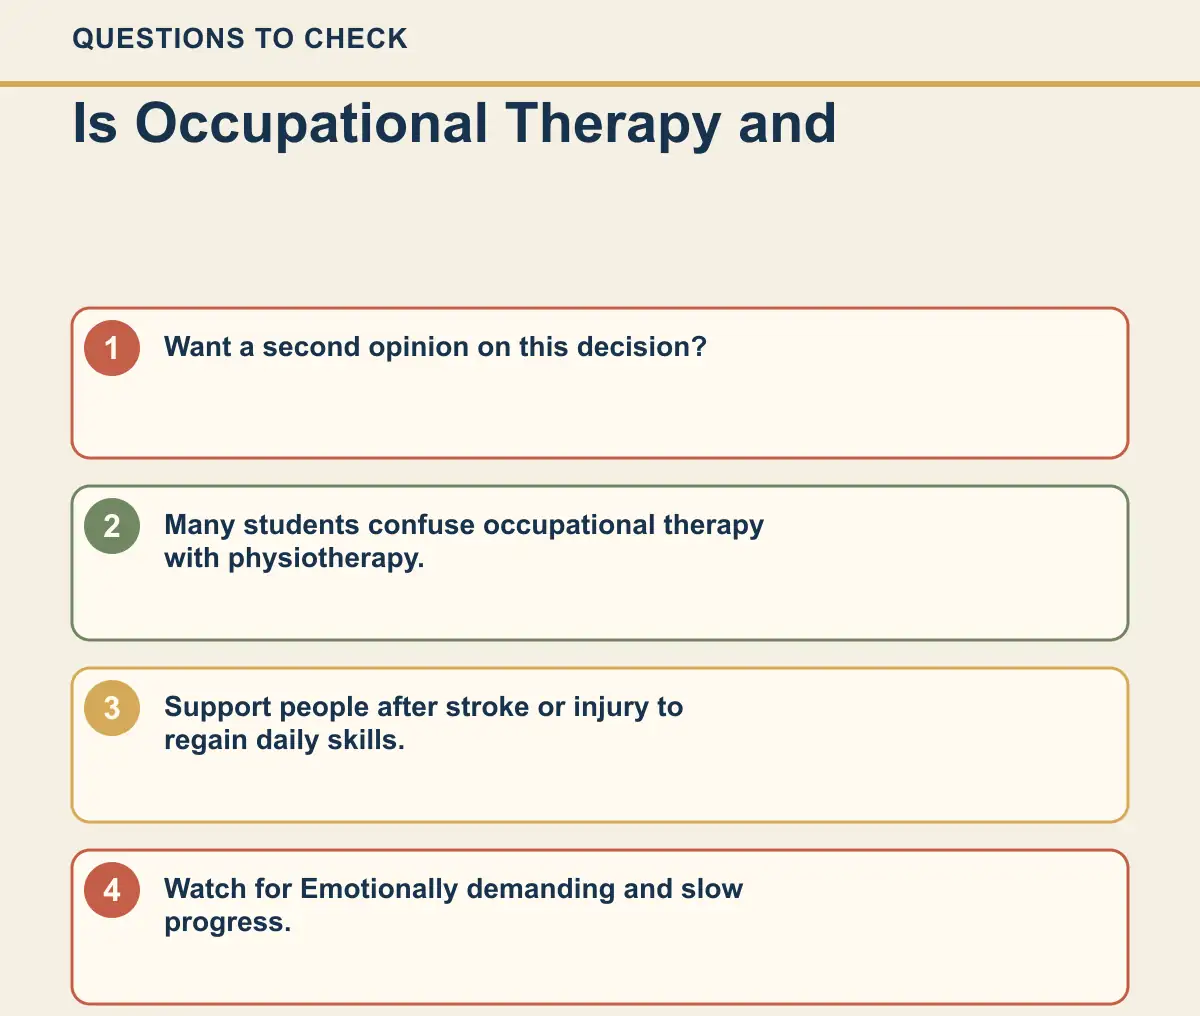 QUESTIONS TO CHECK
Is Occupational Therapy and
1
Want a second opinion on this decision?
2
Many students confuse occupational therapy
with physiotherapy.
3
Support people after stroke or injury to
regain daily skills.
4
Watch for Emotionally demanding and slow
progress.